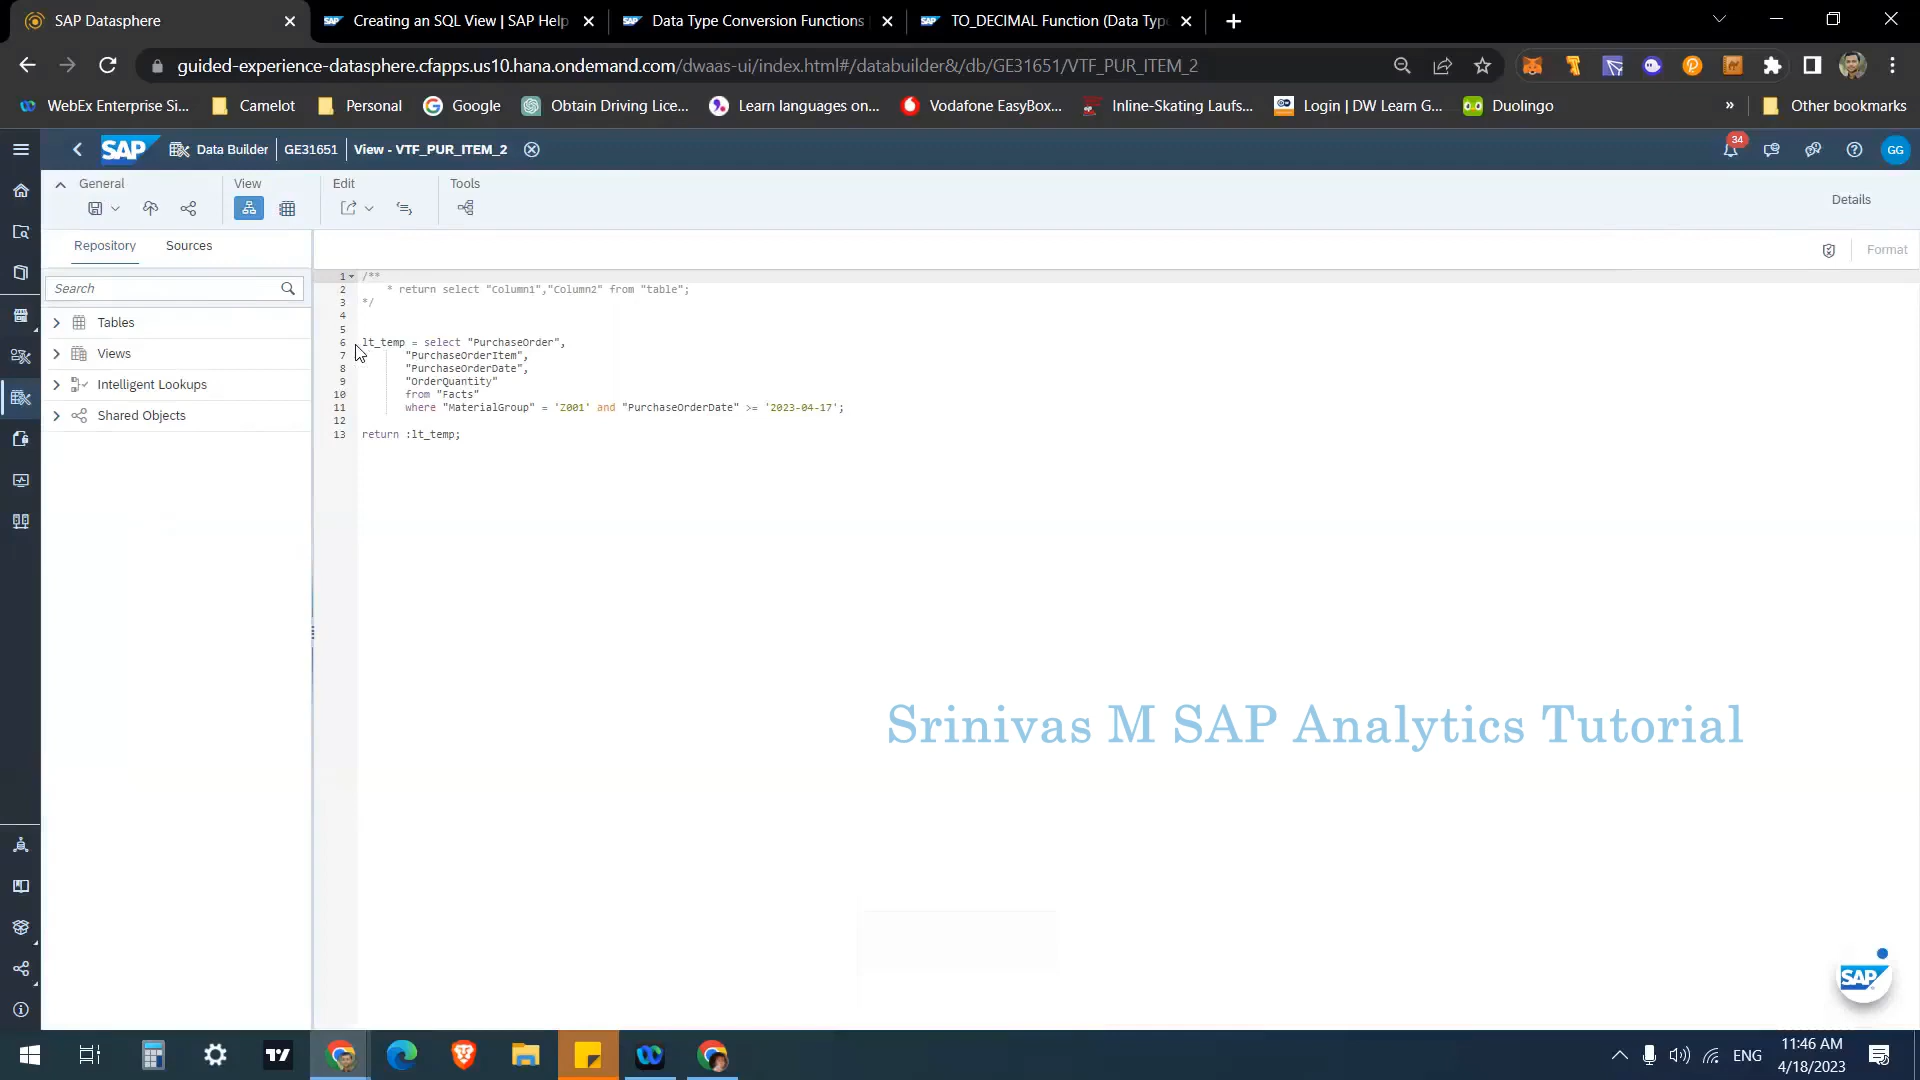 SAP Datasphere
Creating an SQL View | SAP Help
Data Type Conversion Functions
TO_DECIMAL Function (Data Type
guided-experience-datasphere.cfapps.us10.hana.ondemand.com/dwaas-ui/index.html#/databuilder&/db/GE31651/VTF_PUR_ITEM_2
WebEx Enterprise Si...
Camelot
Personal
Google
Obtain Driving Lice...
Learn languages on...
Vodafone EasyBox...
Inline-Skating Laufs...
Login | DW Learn G...
Duolingo
»
Other bookmarks
SAP
Data Builder
GE31651
View - VTF_PUR_ITEM_2
34
GG
General
View
Edit
Tools
Details
Repository
Sources
Format
Search
Tables
Views
Intelligent Lookups
Shared Objects
1 /**
2 * return select "Column1","Column2" from "table";
3 */
4
5
6 lt_temp = select "PurchaseOrder",
7 "PurchaseOrderItem",
8 "PurchaseOrderDate",
9 "OrderQuantity"
10 from "Facts"
11 where "MaterialGroup" = 'Z001' and "PurchaseOrderDate" >= '2023-04-17';
12
13 return :lt_temp;
Srinivas M SAP Analytics Tutorial
SAP
ENG
11:46 AM
4/18/2023